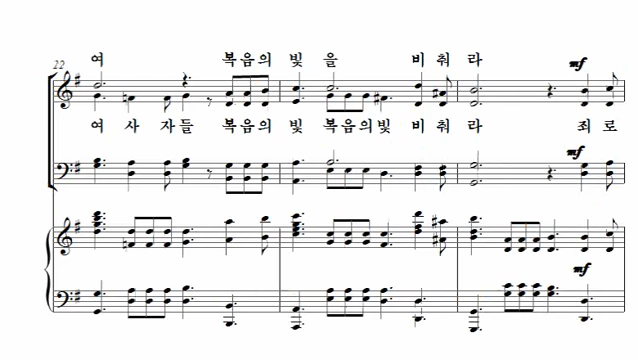 22
여 복음의 빛 을 비 춰 라
mf
여 사 자들 복음의 빛 복음의빛 비 춰 라 죄 로
mf
mf